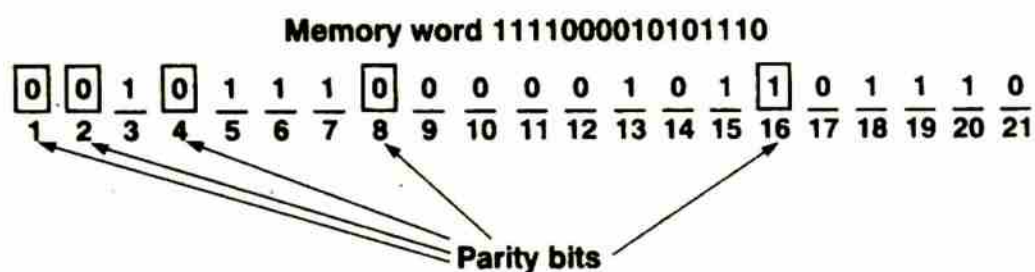 Memory word 1111000010101110
0 0 1 0 1 1 1 0 0 0 0 0 1 0 1 1 0 1 1 1 0
1 2 3 4 5 6 7 8 9 10 11 12 13 14 15 16 17 18 19 20 21
Parity bits